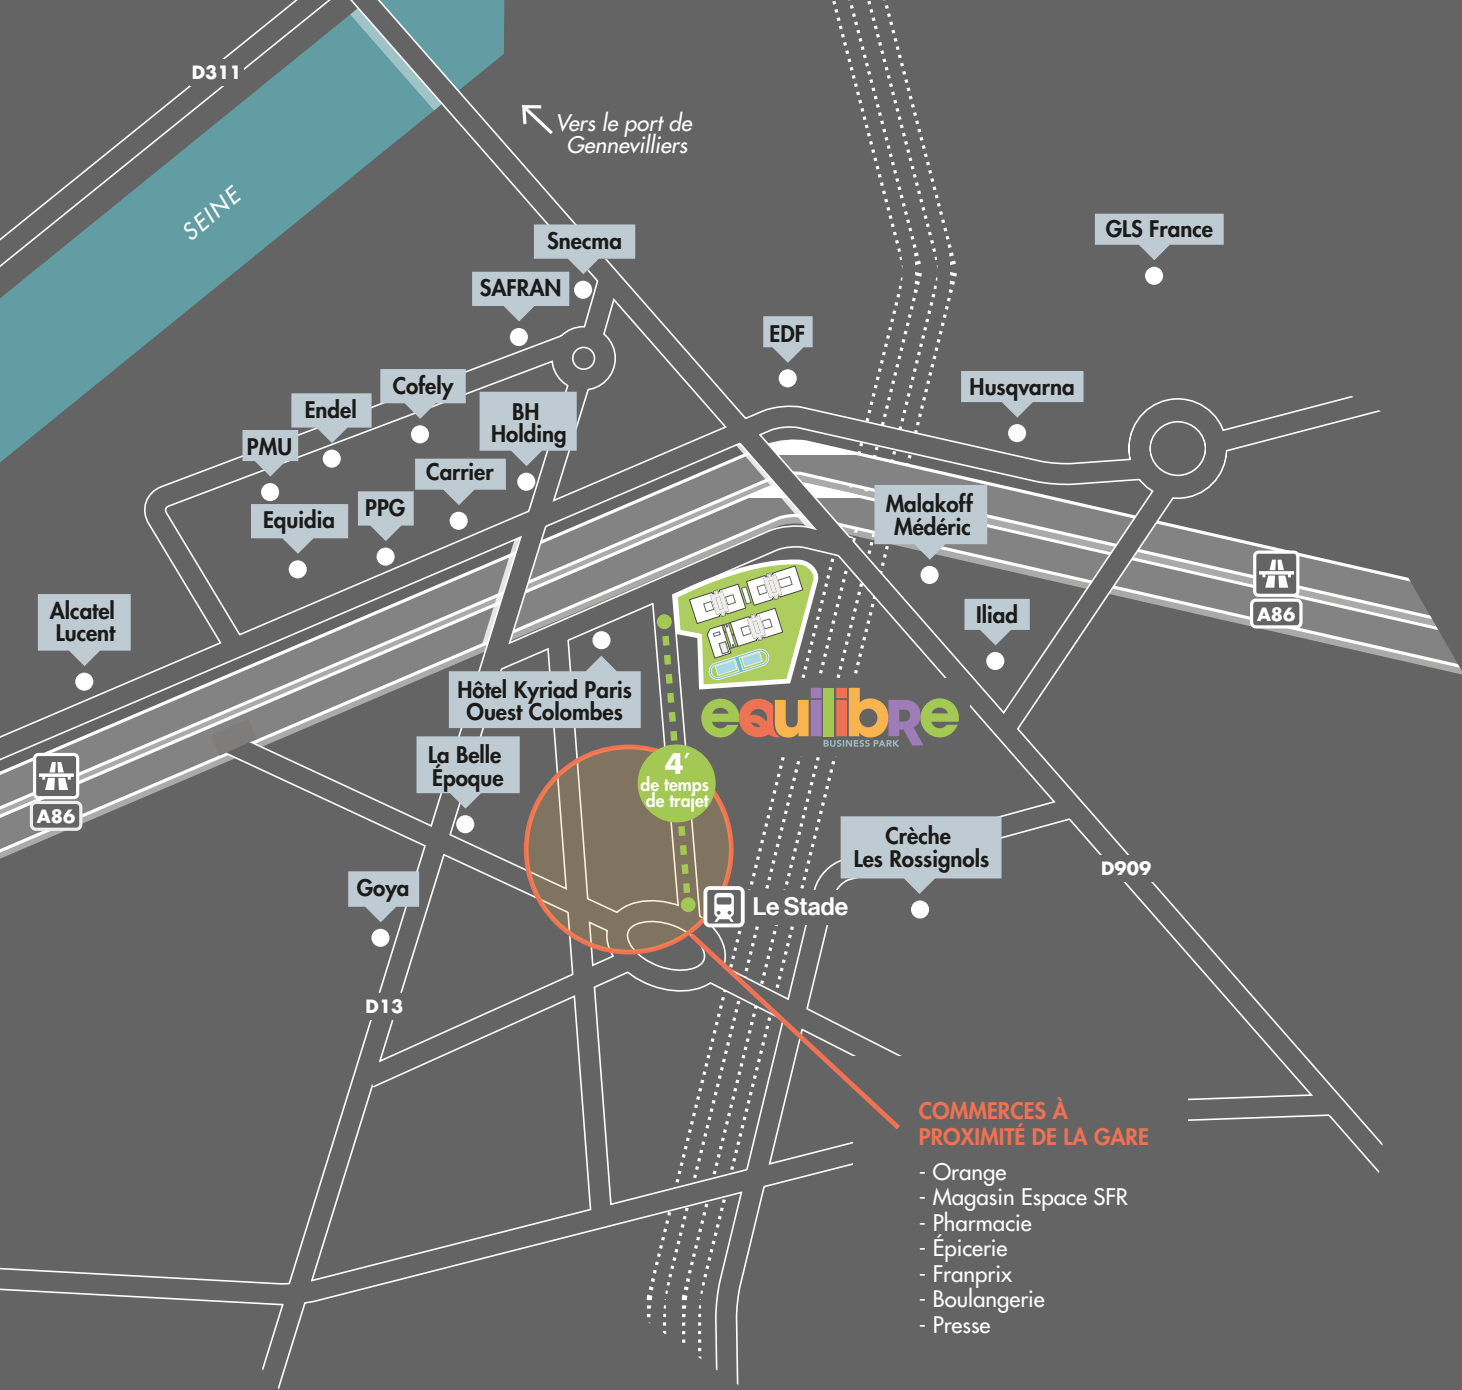 D311
Vers le port de
Gennevilliers
SEINE
Snecma
GLS France
SAFRAN
EDF
Cofely
Husqvarna
Endel
BH
Holding
PMU
Carrier
PPG
Equidia
Malakoff
Médéric
A86
Alcatel
Lucent
Iliad
Hôtel Kyriad Paris
Ouest Colombes
equilibre
BUSINESS PARK
La Belle
Époque
4'
de temps
de trajet
A86
Crèche
Les Rossignols
D909
Goya
Le Stade
D13
COMMERCES À
PROXIMITÉ DE LA GARE
- Orange
- Magasin Espace SFR
- Pharmacie
- Épicerie
- Franprix
- Boulangerie
- Presse